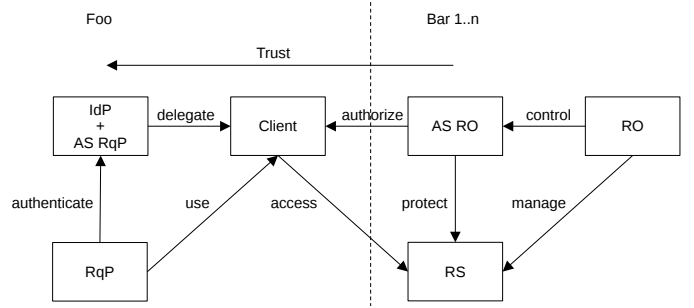 Foo
Bar 1..n
Trust
IdP
+
AS RqP
delegate
Client
authorize
AS RO
control
RO
authenticate
use
access
protect
manage
RqP
RS